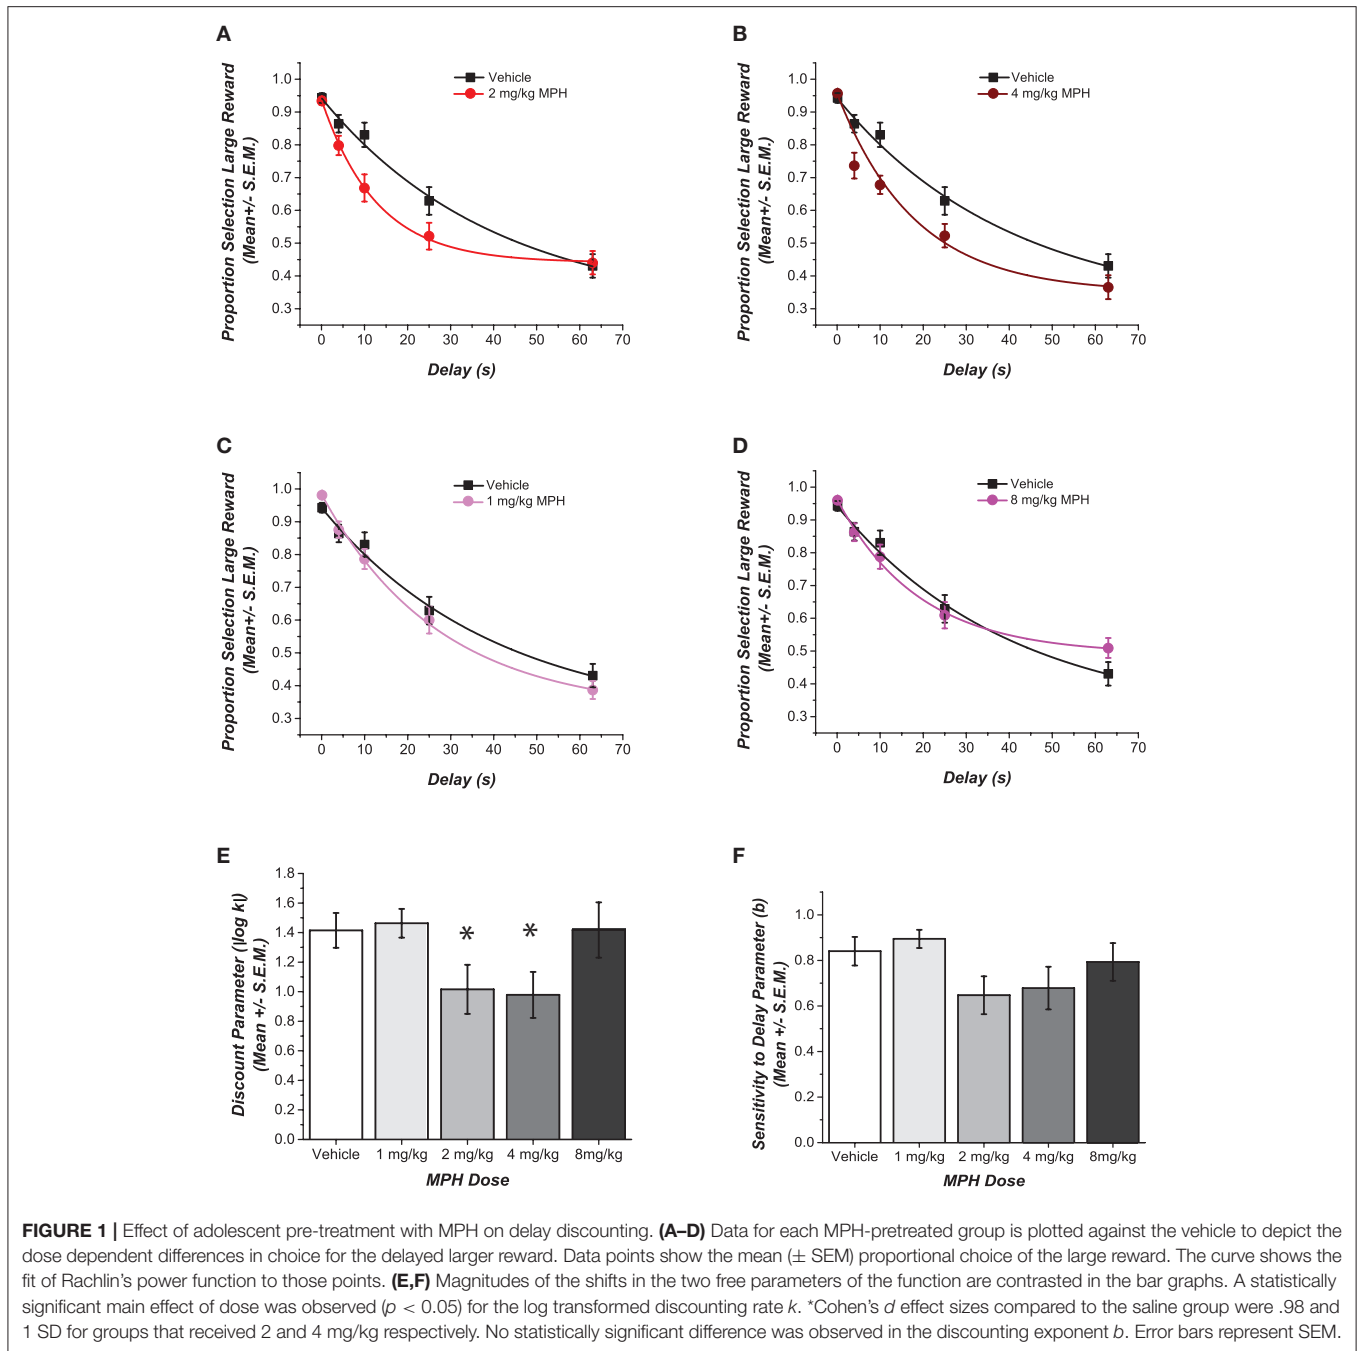 A
Proportion Selection Large Reward
(Mean+/- S.E.M.)
1.0
0.9
0.8
0.7
0.6
0.5
0.4
0.3
Vehicle
2 mg/kg MPH
0 10 20 30 40 50 60 70
Delay (s)
B
Proportion Selection Large Reward
(Mean+/- S.E.M.)
1.0
0.9
0.8
0.7
0.6
0.5
0.4
0.3
Vehicle
4 mg/kg MPH
0 10 20 30 40 50 60 70
Delay (s)
C
Proportion Selection Large Reward
(Mean+/- S.E.M.)
1.0
0.9
0.8
0.7
0.6
0.5
0.4
0.3
Vehicle
1 mg/kg MPH
0 10 20 30 40 50 60 70
Delay (s)
D
Proportion Selection Large Reward
(Mean+/- S.E.M.)
1.0
0.9
0.8
0.7
0.6
0.5
0.4
0.3
Vehicle
8 mg/kg MPH
0 10 20 30 40 50 60 70
Delay (s)
E
Discount Parameter (|log k|)
(Mean +/- S.E.M.)
1.8
1.6
1.4
1.2
1.0
0.8
0.6
0.4
0.2
0.0
* *
Vehicle 1 mg/kg 2 mg/kg 4 mg/kg 8mg/kg
MPH Dose
F
Sensitivity to Delay Parameter (b)
(Mean +/- S.E.M.)
1.0
0.8
0.6
0.4
0.2
0.0
Vehicle 1 mg/kg 2 mg/kg 4 mg/kg 8mg/kg
MPH Dose
FIGURE 1 | Effect of adolescent pre-treatment with MPH on delay discounting. (A–D) Data for each MPH-pretreated group is plotted against the vehicle to depict the
dose dependent differences in choice for the delayed larger reward. Data points show the mean (± SEM) proportional choice of the large reward. The curve shows the
fit of Rachlin's power function to those points. (E,F) Magnitudes of the shifts in the two free parameters of the function are contrasted in the bar graphs. A statistically
significant main effect of dose was observed (p < 0.05) for the log transformed discounting rate k. *Cohen's d effect sizes compared to the saline group were .98 and
1 SD for groups that received 2 and 4 mg/kg respectively. No statistically significant difference was observed in the discounting exponent b. Error bars represent SEM.